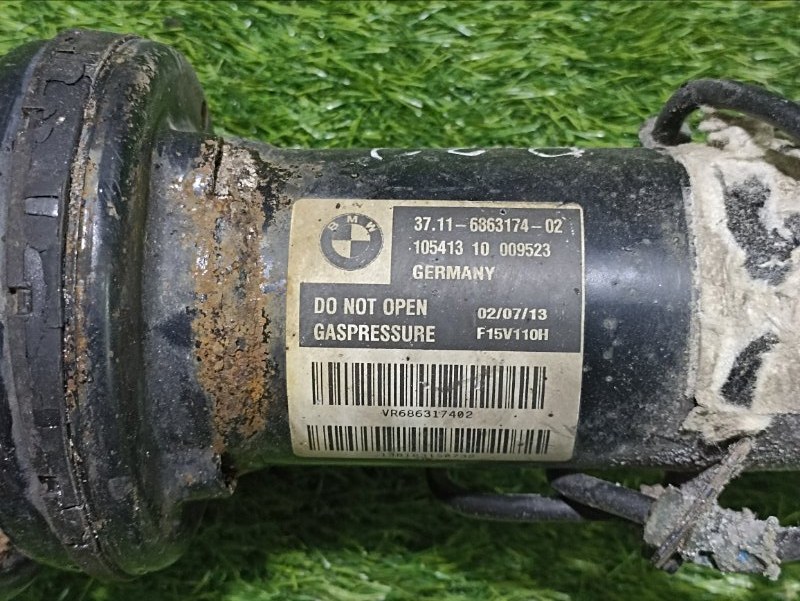 BMW
37.11-6863174-02
105413 10 009523
GERMANY
DO NOT OPEN
GASPRESSURE
02/07/13
F15V110H
VR686317402